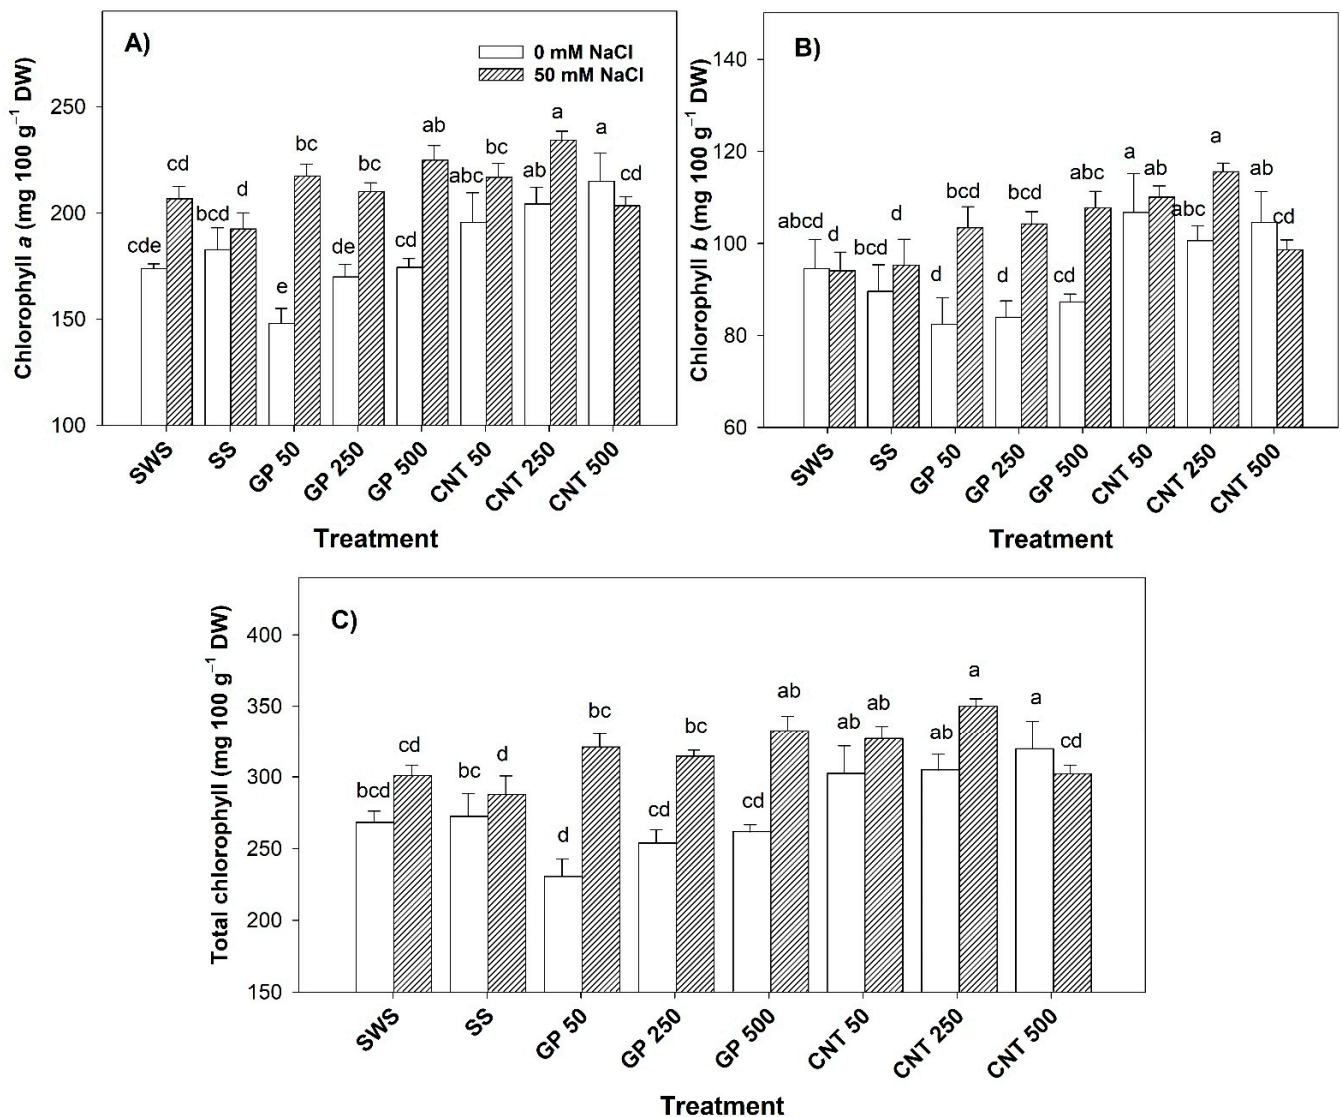 A)
0 mM NaCl
50 mM NaCl
Chlorophyll a (mg 100 g⁻¹ DW)
250
200
150
100
cde
cd
bcd
d
e
bc
de
bc
cd
ab
abc
bc
ab
a
a
cd
SWS
SS
GP 50
GP 250
GP 500
CNT 50
CNT 250
CNT 500
Treatment
B)
Chlorophyll b (mg 100 g⁻¹ DW)
140
120
100
80
60
abcd
d
bcd
d
d
bcd
d
bcd
cd
abc
a
ab
abc
a
ab
cd
SWS
SS
GP 50
GP 250
GP 500
CNT 50
CNT 250
CNT 500
Treatment
C)
Total chlorophyll (mg 100 g⁻¹ DW)
400
350
300
250
200
150
bcd
cd
bc
d
d
bc
cd
bc
cd
ab
ab
ab
ab
a
a
cd
SWS
SS
GP 50
GP 250
GP 500
CNT 50
CNT 250
CNT 500
Treatment